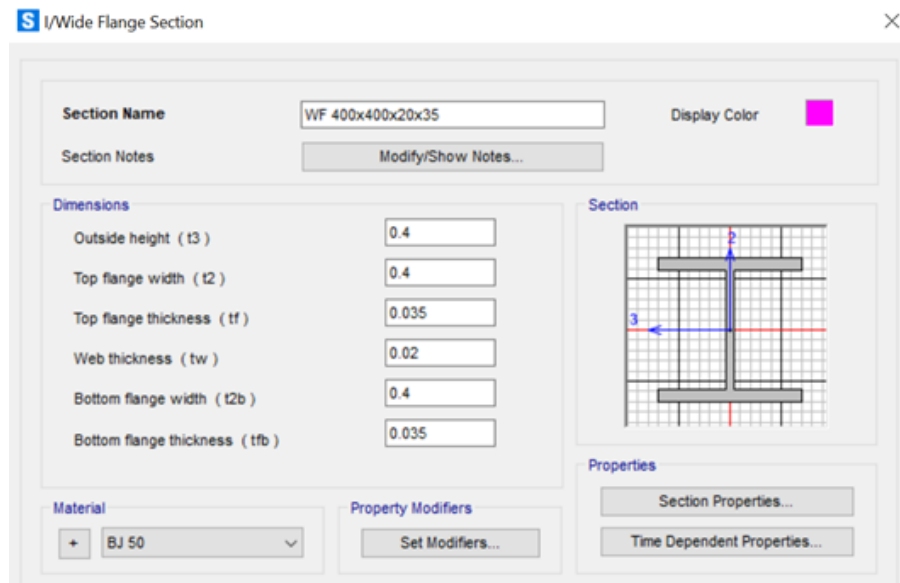 S I/Wide Flange Section
Section Name WF 400x400x20x35 Display Color
Section Notes Modify/Show Notes...
Dimensions
Outside height ( t3 ) 0.4
Top flange width ( t2 ) 0.4
Top flange thickness ( tf ) 0.035
Web thickness ( tw ) 0.02
Bottom flange width ( t2b ) 0.4
Bottom flange thickness ( tfb ) 0.035
Section
2
3
Material
+ BJ 50
Property Modifiers
Set Modifiers...
Properties
Section Properties...
Time Dependent Properties...